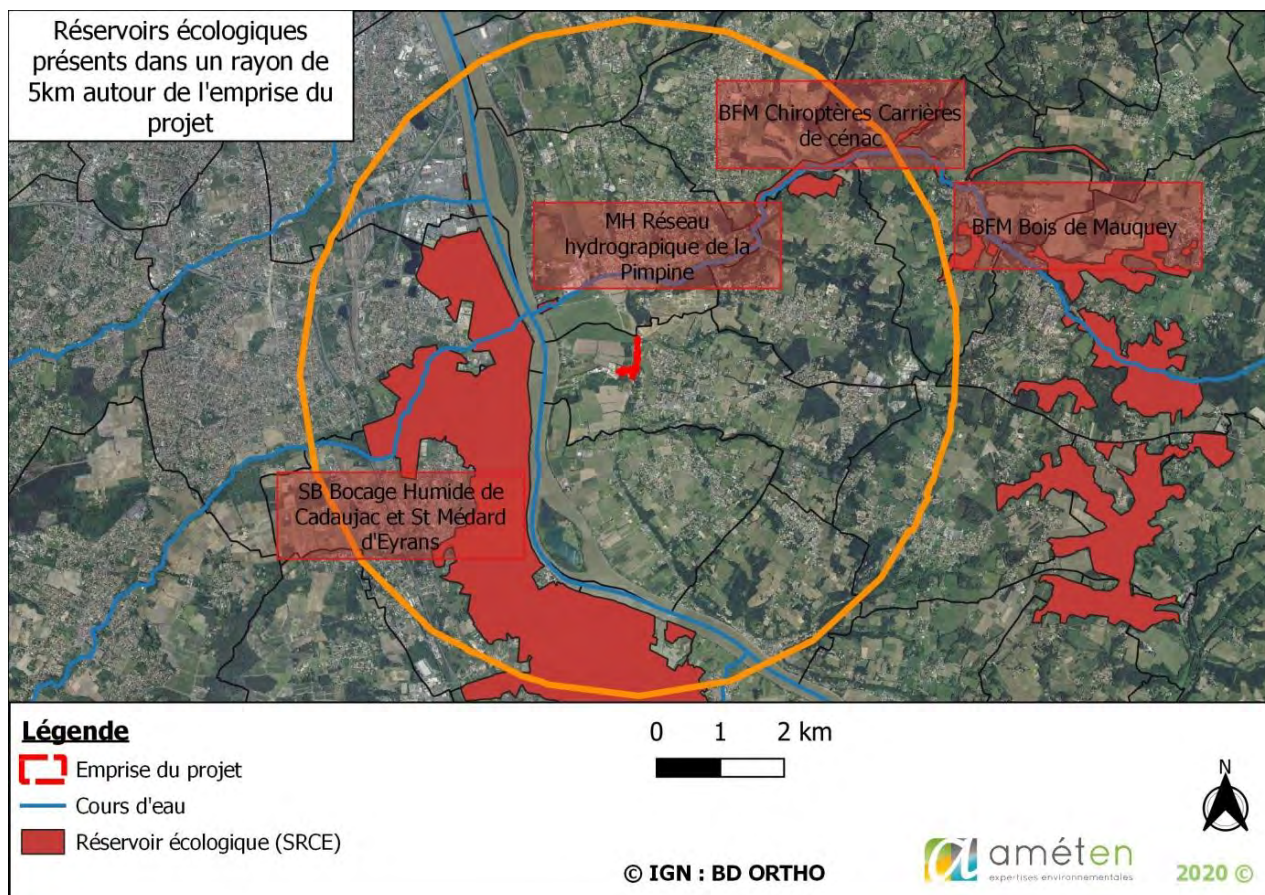 Réservoirs écologiques
présents dans un rayon de
5km autour de l'emprise du
projet
BFM Chiroptères Carrières
de cénac
MH Réseau
hydrograpique de la
Pimpine
BFM Bois de Mauquey
SB Bocage Humide de
Cadaujac et St Médard
d'Eyrans
Légende
Emprise du projet
Cours d'eau
Réservoir écologique (SRCE)
0 1 2 km
N
© IGN : BD ORTHO
améten
expertises environnementales
2020 ©